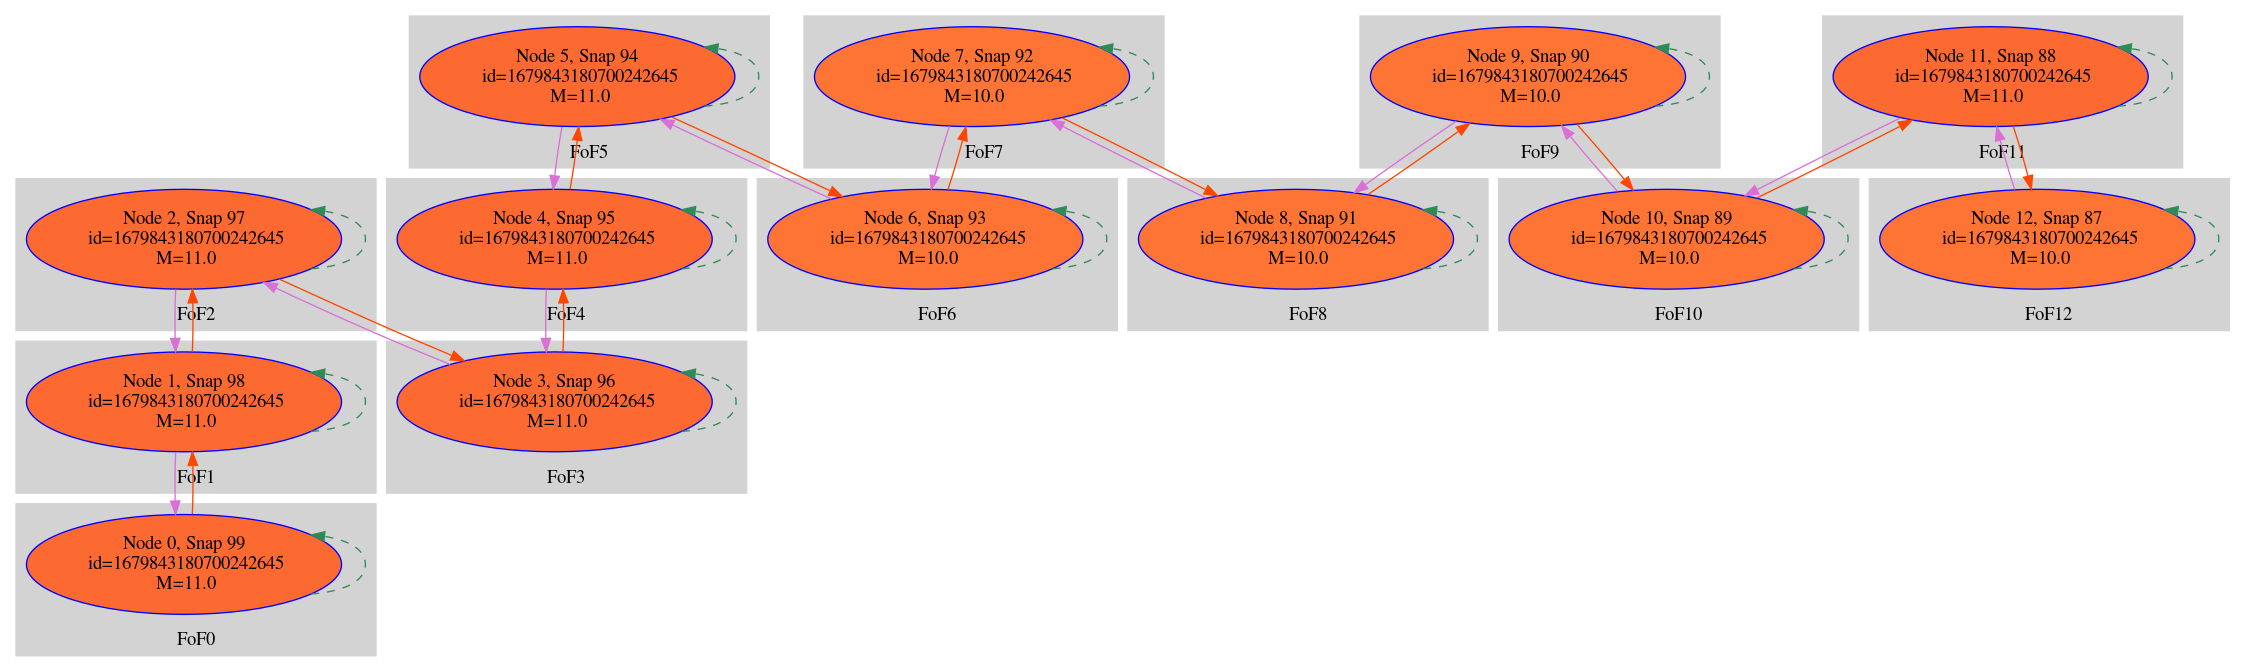 Node 5, Snap 94
id=1679843180700242645
M=11.0
FoF5
Node 7, Snap 92
id=1679843180700242645
M=10.0
FoF7
Node 9, Snap 90
id=1679843180700242645
M=10.0
FoF9
Node 11, Snap 88
id=1679843180700242645
M=11.0
FoF11
Node 2, Snap 97
id=1679843180700242645
M=11.0
FoF2
Node 4, Snap 95
id=1679843180700242645
M=11.0
FoF4
Node 6, Snap 93
id=1679843180700242645
M=10.0
FoF6
Node 8, Snap 91
id=1679843180700242645
M=10.0
FoF8
Node 10, Snap 89
id=1679843180700242645
M=10.0
FoF10
Node 12, Snap 87
id=1679843180700242645
M=10.0
FoF12
Node 1, Snap 98
id=1679843180700242645
M=11.0
FoF1
Node 3, Snap 96
id=1679843180700242645
M=11.0
FoF3
Node 0, Snap 99
id=1679843180700242645
M=11.0
FoF0